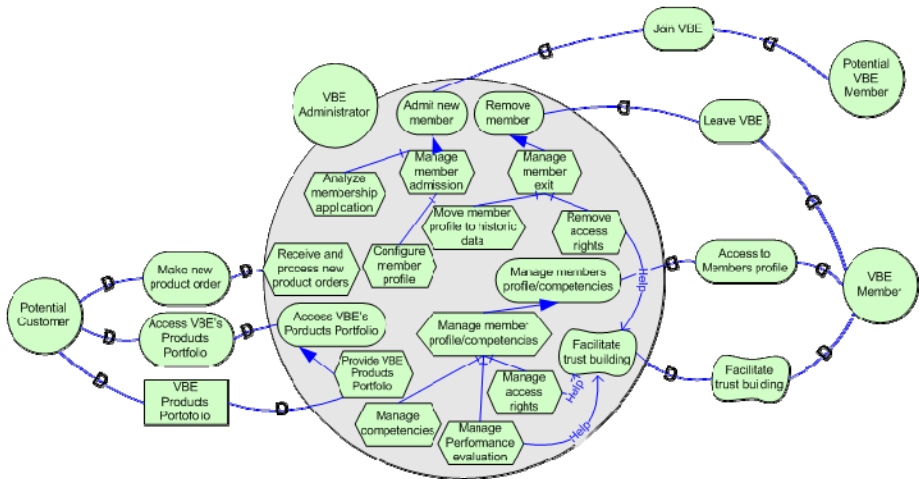 Join VBE
Potential
VBE
Member
VBE
Administrator
Admit new
member
Remove
member
Leave VBE
Manage
member
admission
Manage
member
exit
Analyze
membership
application
Move member
profile to historic
data
Remove
access
rights
Receive and
process new
product orders
Configure
member
profile
Manage members
profile/competencies
Access to
Members profile
VBE
Member
Make new
product order
Potential
Customer
Access VBE's
Products
Portfolio
Access VBE's
Porducts Portfolio
Manage member
profile/competencies
Facilitate
trust building
Facilitate
trust buiding
VBE
Products
Portofolio
Provide VBE
Products
Portfolio
Manage
access
rights
Manage
competencies
Manage
Performance
evaluation
Help
Help
Help
D
D
D
D
D
D
D
D
D
D
D
D
D
D